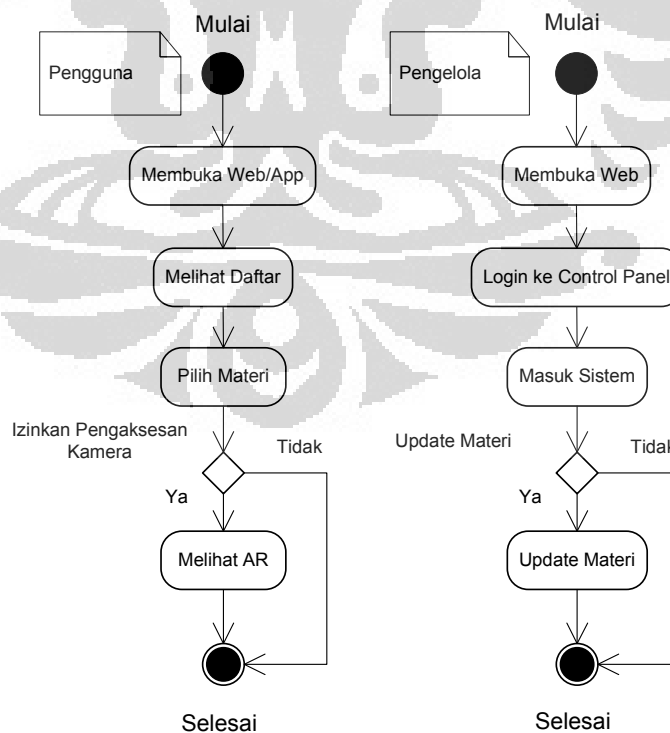 Mulai
Pengguna
Membuka Web/App
Melihat Daftar
Pilih Materi
Izinkan Pengaksesan
Kamera
Tidak
Ya
Melihat AR
Selesai
Mulai
Pengelola
Membuka Web
Login ke Control Panel
Masuk Sistem
Update Materi
Tidak
Ya
Update Materi
Selesai